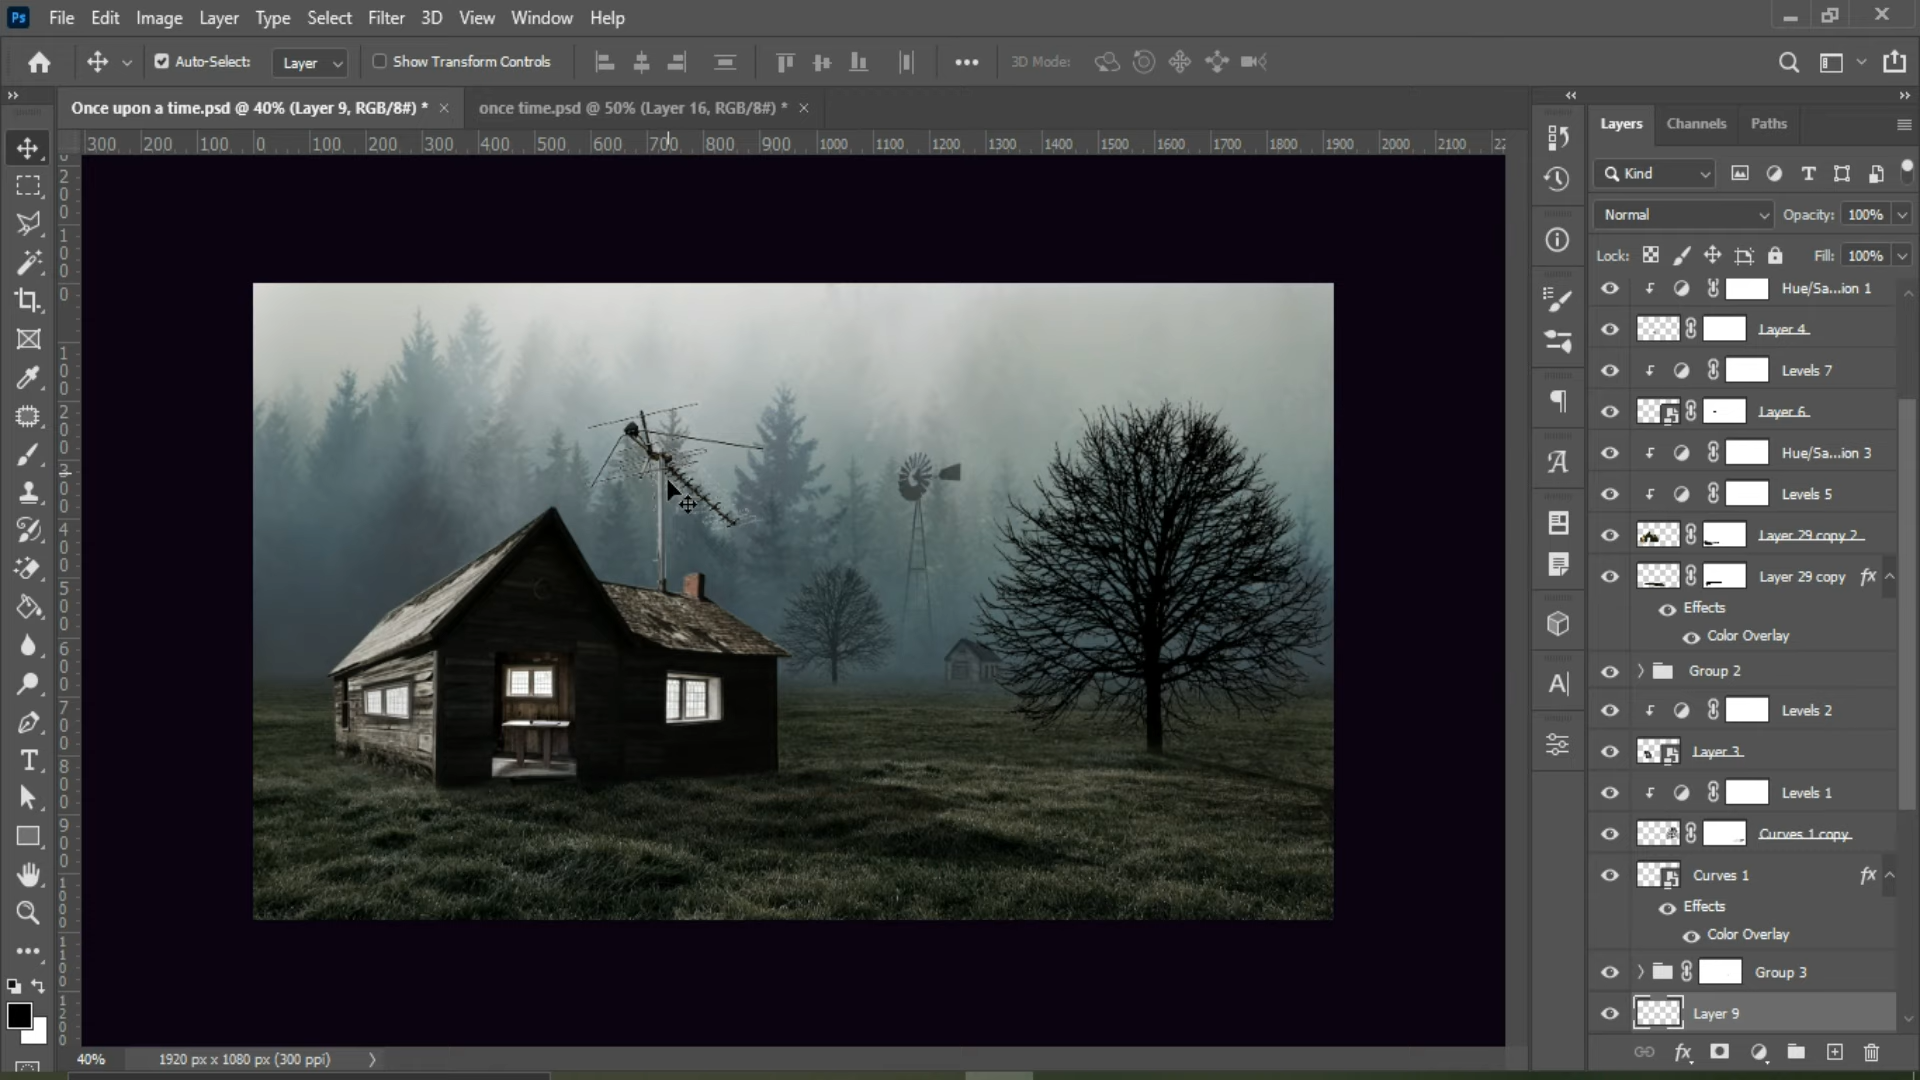 Ps File Edit Image Layer Type Select Filter 3D View Window Help
Auto-Select: Layer Show Transform Controls 3D Mode:
Once upon a time.psd @ 40% (Layer 9, RGB/8#) * once time.psd @ 50% (Layer 16, RGB/8#) *
300 200 100 0 100 200 300 400 500 600 700 800 900 1000 1100 1200 1300 1400 1500 1600 1700 1800 1900 2000 2100
Layers Channels Paths
Kind
Normal Opacity: 100%
Lock: Fill: 100%
Hue/Sa...ion 1
Layer 4
Levels 7
Layer 6
Hue/Sa...ion 3
Levels 5
Layer 29 copy 2
Layer 29 copy fx
Effects
Color Overlay
Group 2
Levels 2
Layer 3
Levels 1
Curves 1 copy
Curves 1 fx
Effects
Color Overlay
Group 3
Layer 9
40% 1920 px x 1080 px (300 ppi)